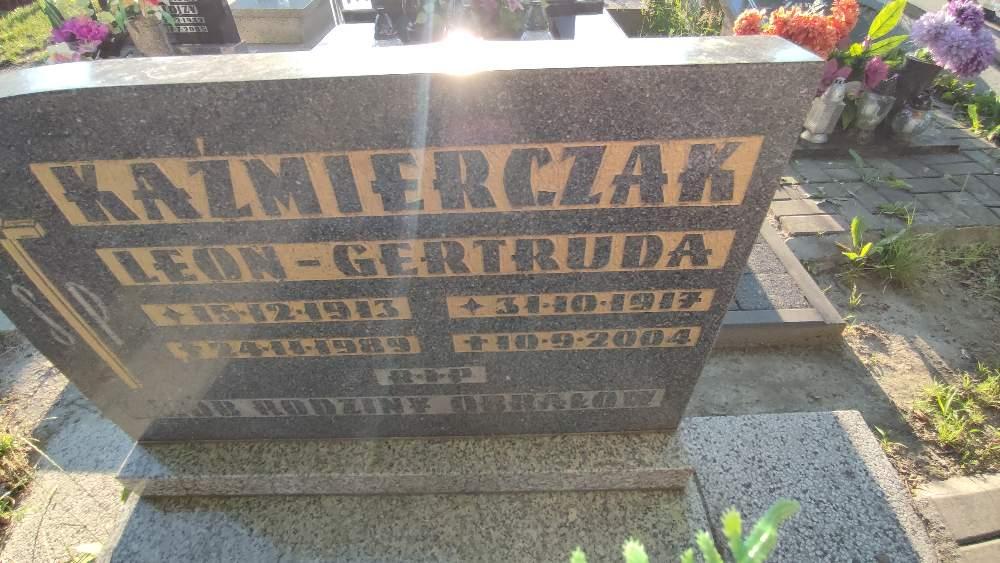 KAŹMIERCZAK
LEON-GERTRUDA
15-12-1913 31-10-1917
†24-11-1989 †10-9-2004
R-I-P
GRÓB RODZINY OBRAŁÓW
Ś P